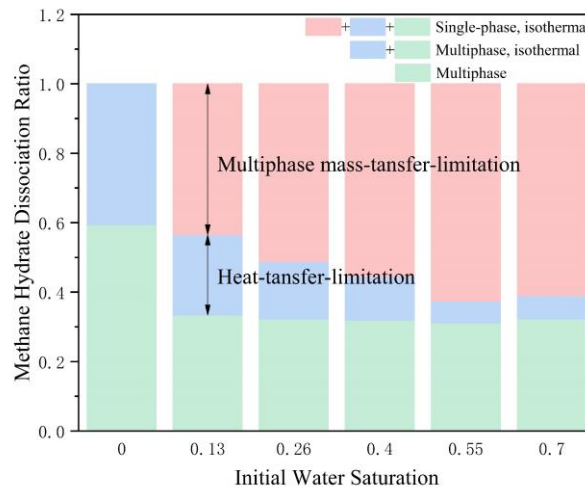 1.2
1.0
0.8
0.6
0.4
0.2
0.0
Methane Hydrate Dissociation Ratio
+ + Single-phase, isothermal
+ Multiphase, isothermal
Multiphase
Multiphase mass-tansfer-limitation
Heat-tansfer-limitation
0 0.13 0.26 0.4 0.55 0.7
Initial Water Saturation